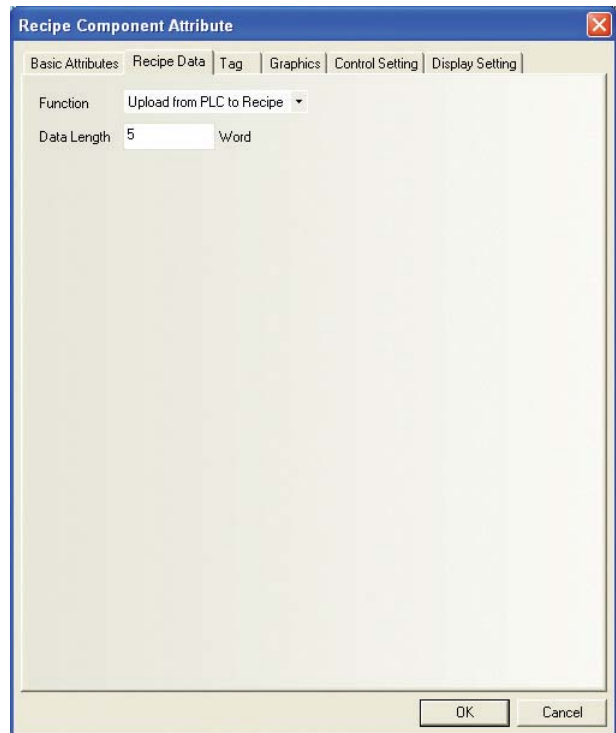 Recipe Component Attribute
Basic Attributes Recipe Data Tag Graphics Control Setting Display Setting
Function Upload from PLC to Recipe
Data Length 5 Word
OK Cancel